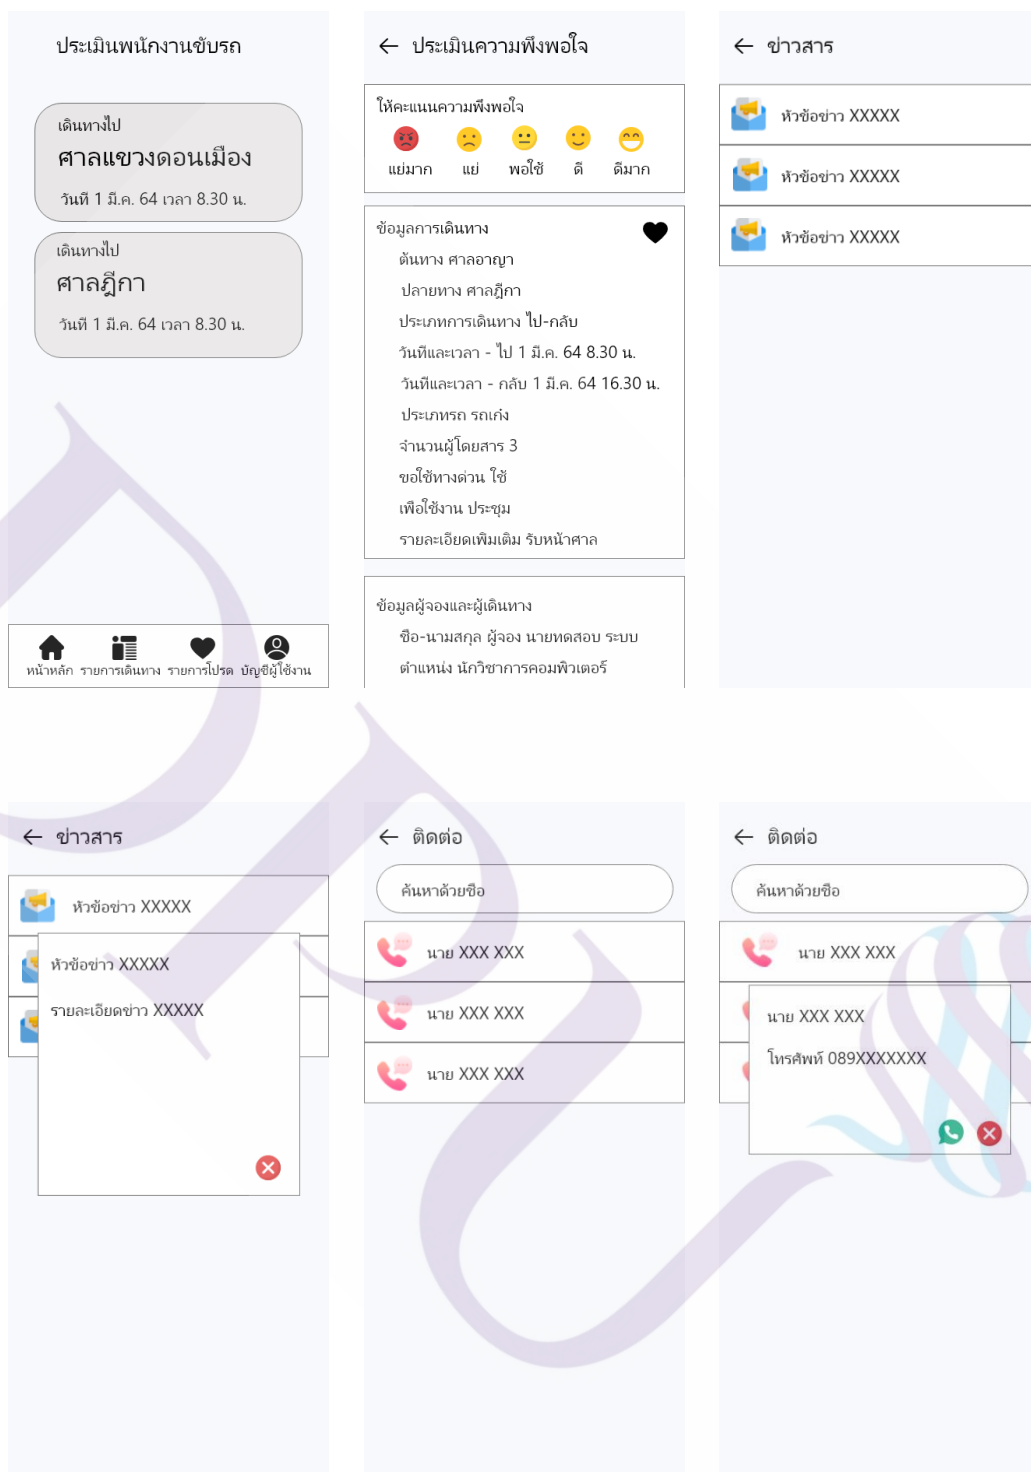 ประเมินพนักงานขับรถ
เดินทางไป
ศาลแขวงดอนเมือง
วันที่ 1 มี.ค. 64 เวลา 8.30 น.
เดินทางไป
ศาลฎีกา
วันที่ 1 มี.ค. 64 เวลา 8.30 น.
หน้าหลัก รายการเดินทาง รายการโปรด บัญชีผู้ใช้งาน
ประเมินความพึงพอใจ
ให้คะแนนความพึงพอใจ
แย่มาก แย่ พอใช้ ดี ดีมาก
ข้อมูลการเดินทาง
ต้นทาง ศาลอาญา
ปลายทาง ศาลฎีกา
ประเภทการเดินทาง ไป-กลับ
วันที่และเวลา - ไป 1 มี.ค. 64 8.30 น.
วันที่และเวลา - กลับ 1 มี.ค. 64 16.30 น.
ประเภทรถ รถเก๋ง
จำนวนผู้โดยสาร 3
ขอใช้ทางด่วน ใช้
เพื่อใช้งาน ประชุม
รายละเอียดเพิ่มเติม รับหน้าศาล
ข้อมูลผู้จองและผู้เดินทาง
ชื่อ-นามสกุล ผู้จอง นายทดสอบ ระบบ
ตำแหน่ง นักวิชาการคอมพิวเตอร์
ข่าวสาร
หัวข้อข่าว XXXXX
หัวข้อข่าว XXXXX
หัวข้อข่าว XXXXX
ข่าวสาร
หัวข้อข่าว XXXXX
หัวข้อข่าว XXXXX
รายละเอียดข่าว XXXXX
ติดต่อ
ค้นหาด้วยชื่อ
นาย XXX XXX
นาย XXX XXX
นาย XXX XXX
ติดต่อ
ค้นหาด้วยชื่อ
นาย XXX XXX
นาย XXX XXX
โทรศัพท์ 089XXXXXXX
DPU